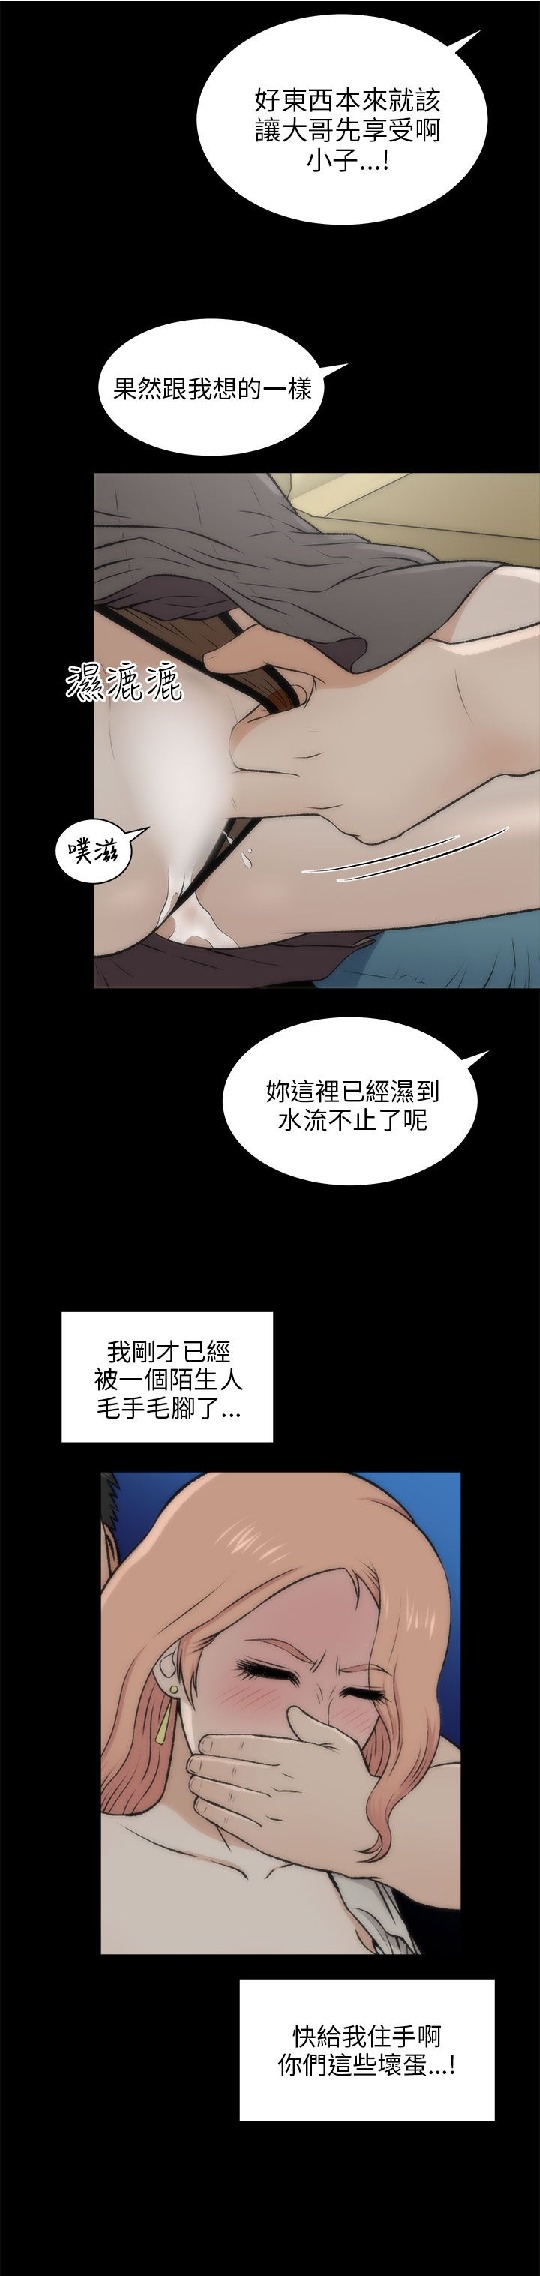 好東西本來就該
讓大哥先享受啊
小子...!
果然跟我想的一樣
濕漉漉
噗滋
妳這裡已經濕到
水流不止了呢
我剛才已經
被一個陌生人
毛手毛腳了...
快給我住手啊
你們這些壞蛋...!